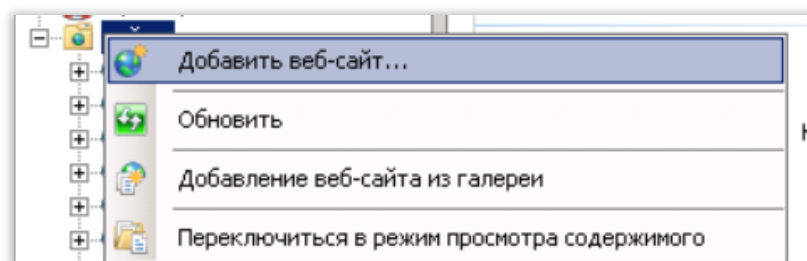 Добавить веб-сайт...
Обновить
Добавление веб-сайта из галереи
Переключиться в режим просмотра содержимого